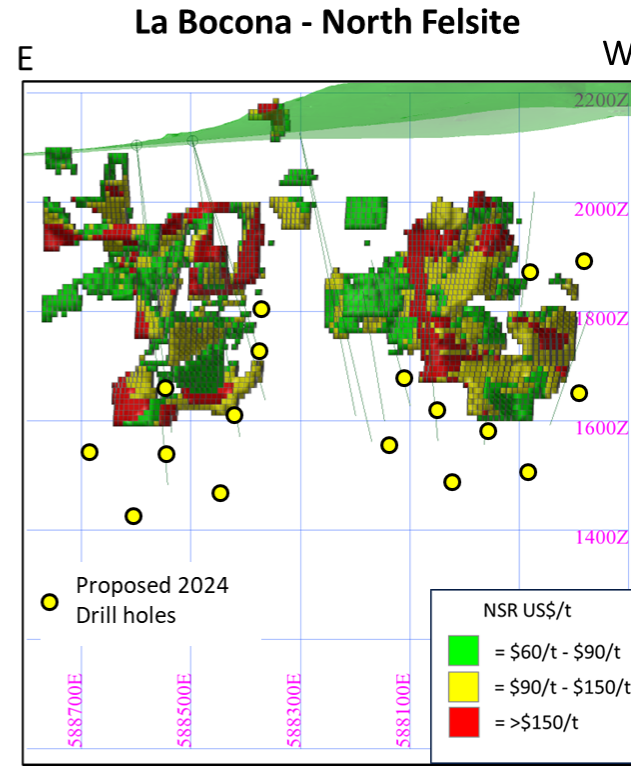 La Bocona - North Felsite
E
W
2200Z
2000Z
1800Z
1600Z
1400Z
Proposed 2024
Drill holes
NSR US$/t
= $60/t - $90/t
= $90/t - $150/t
= >$150/t
588700E
588500E
588300E
588100E